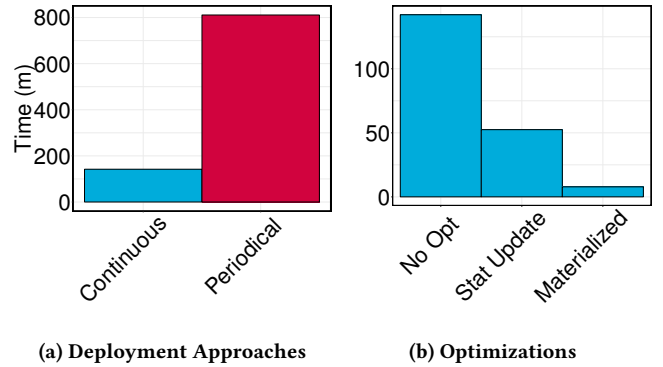 800
600
400
200
0
Time (m)
Continuous
Periodical
100
50
0
No Opt
Stat Update
Materialized
(a) Deployment Approaches
(b) Optimizations